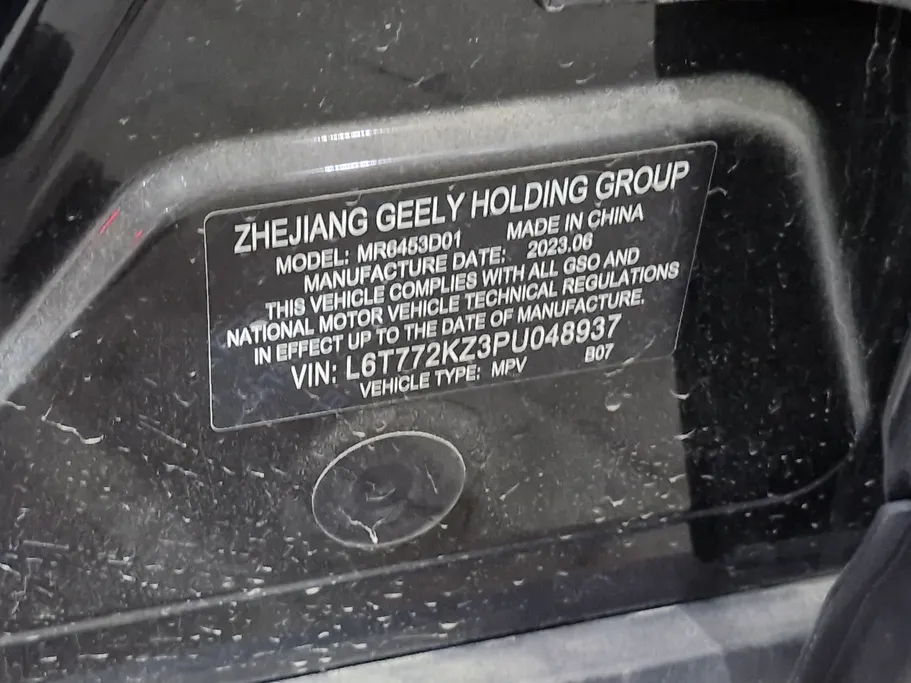 ZHEJIANG GEELY HOLDING GROUP
MODEL: MR6453D01 MADE IN CHINA
MANUFACTURE DATE: 2023.06
THIS VEHICLE COMPLIES WITH ALL GSO AND
NATIONAL MOTOR VEHICLE TECHNICAL REGULATIONS
IN EFFECT UP TO THE DATE OF MANUFACTURE.
VIN: L6T772KZ3PU048937
VEHICLE TYPE: MPV B07